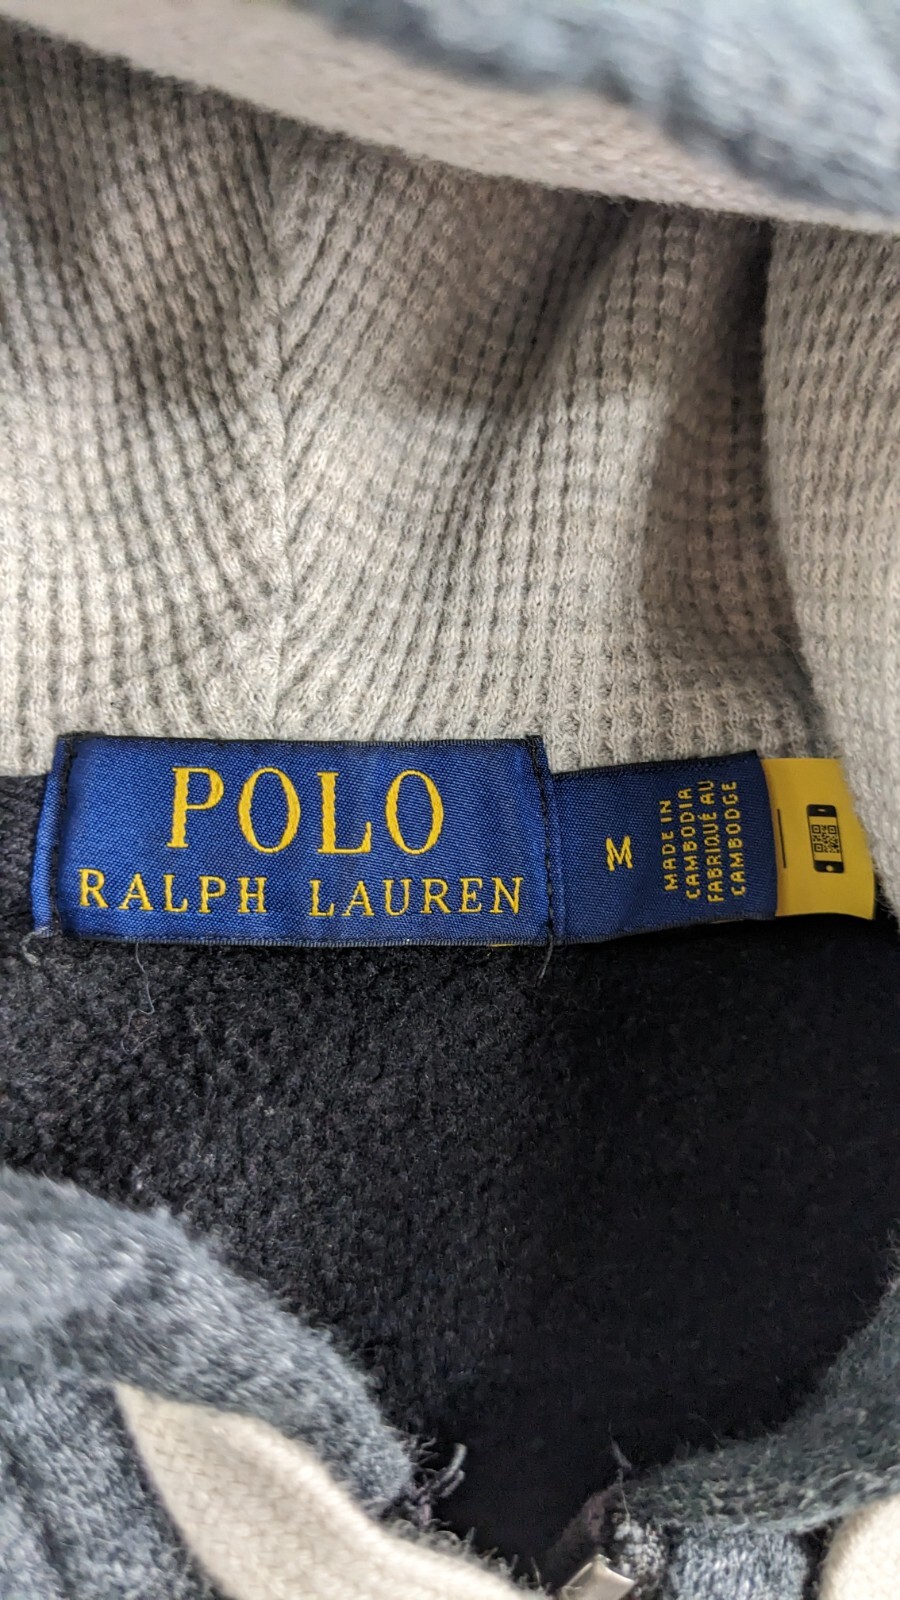 POLO
RALPH LAUREN
M
MADE IN
CAMBODIA
FABRIQUÉ AU
CAMBODGE